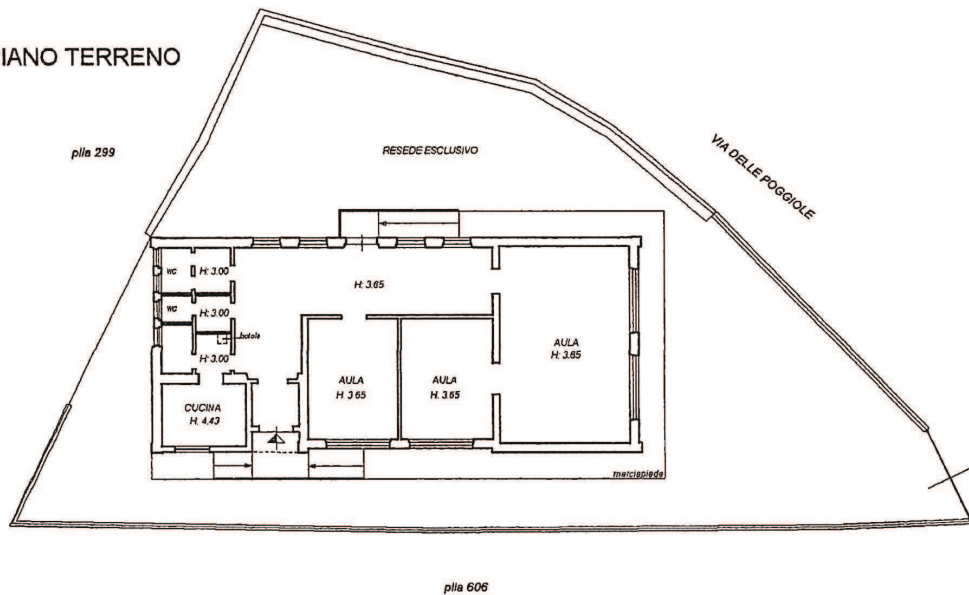 PIANO TERRENO
plla 299
RESEDE ESCLUSIVO
VIA DELLE POGGIOLE
WC
H: 3.00
H: 3.65
WC
H: 3.00
botola
H: 3.00
AULA
H: 3.65
AULA
H: 3.65
AULA
H: 3.65
CUCINA
H. 4.43
marciapiede
plla 606